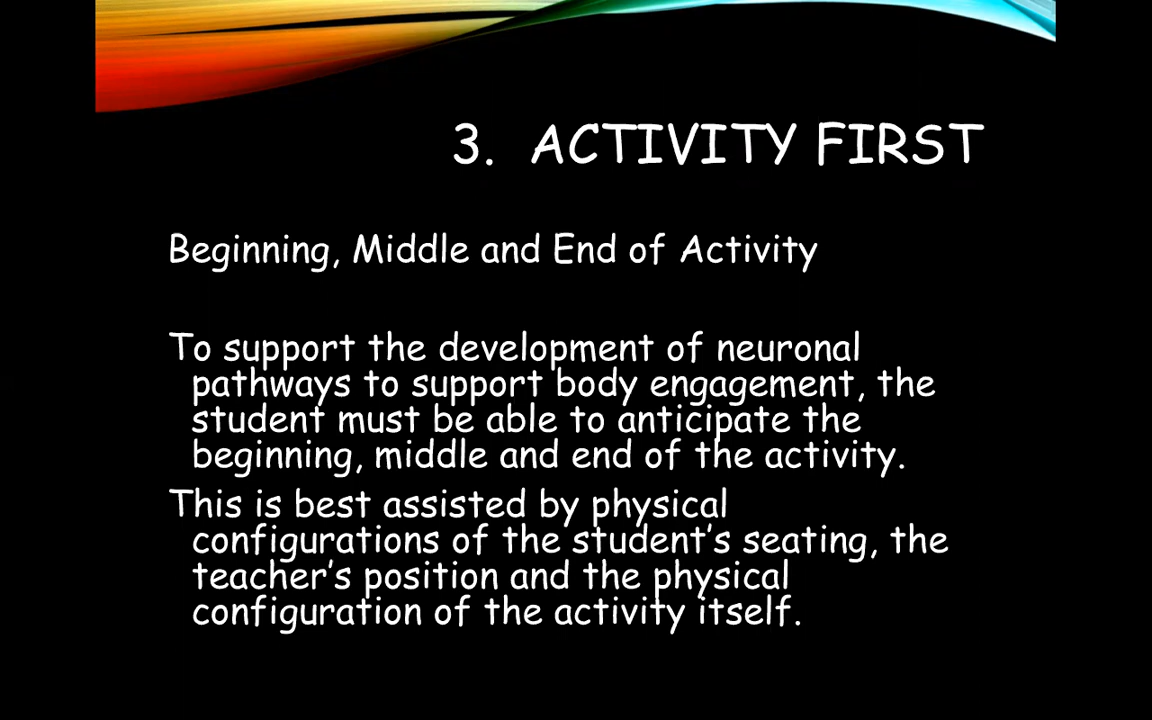 3. ACTIVITY FIRST
Beginning, Middle and End of Activity
To support the development of neuronal
pathways to support body engagement, the
student must be able to anticipate the
beginning, middle and end of the activity.
This is best assisted by physical
configurations of the student's seating, the
teacher's position and the physical
configuration of the activity itself.